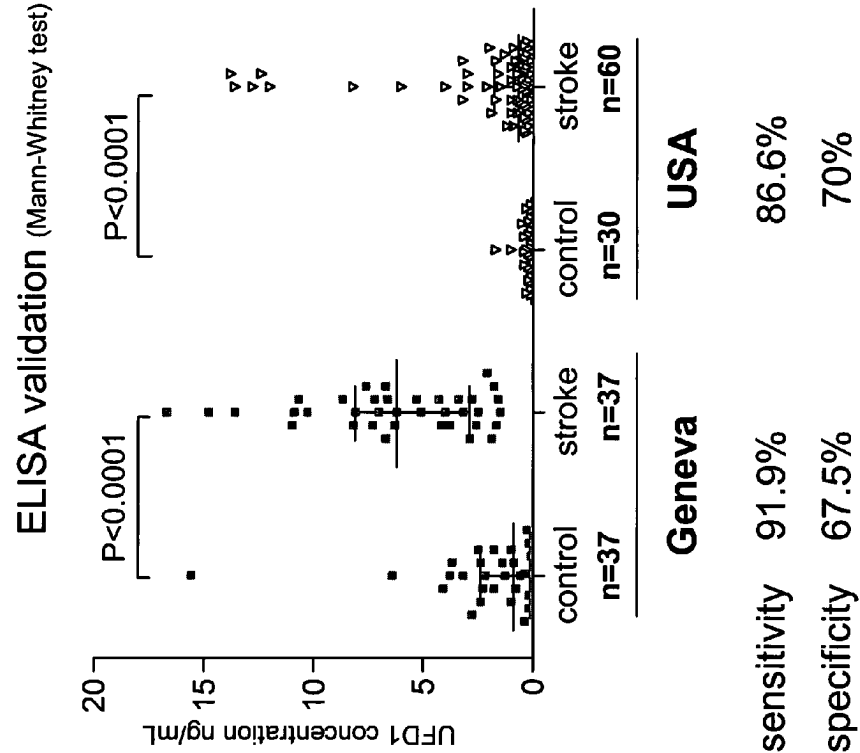 ELISA validation (Mann-Whitney test)
P<0.0001 P<0.0001
20
15
10
5
0
UFD1 concentration ng/mL
control stroke control stroke
n=37 n=37 n=30 n=60
Geneva USA
sensitivity 91.9% 86.6%
specificity 67.5% 70%